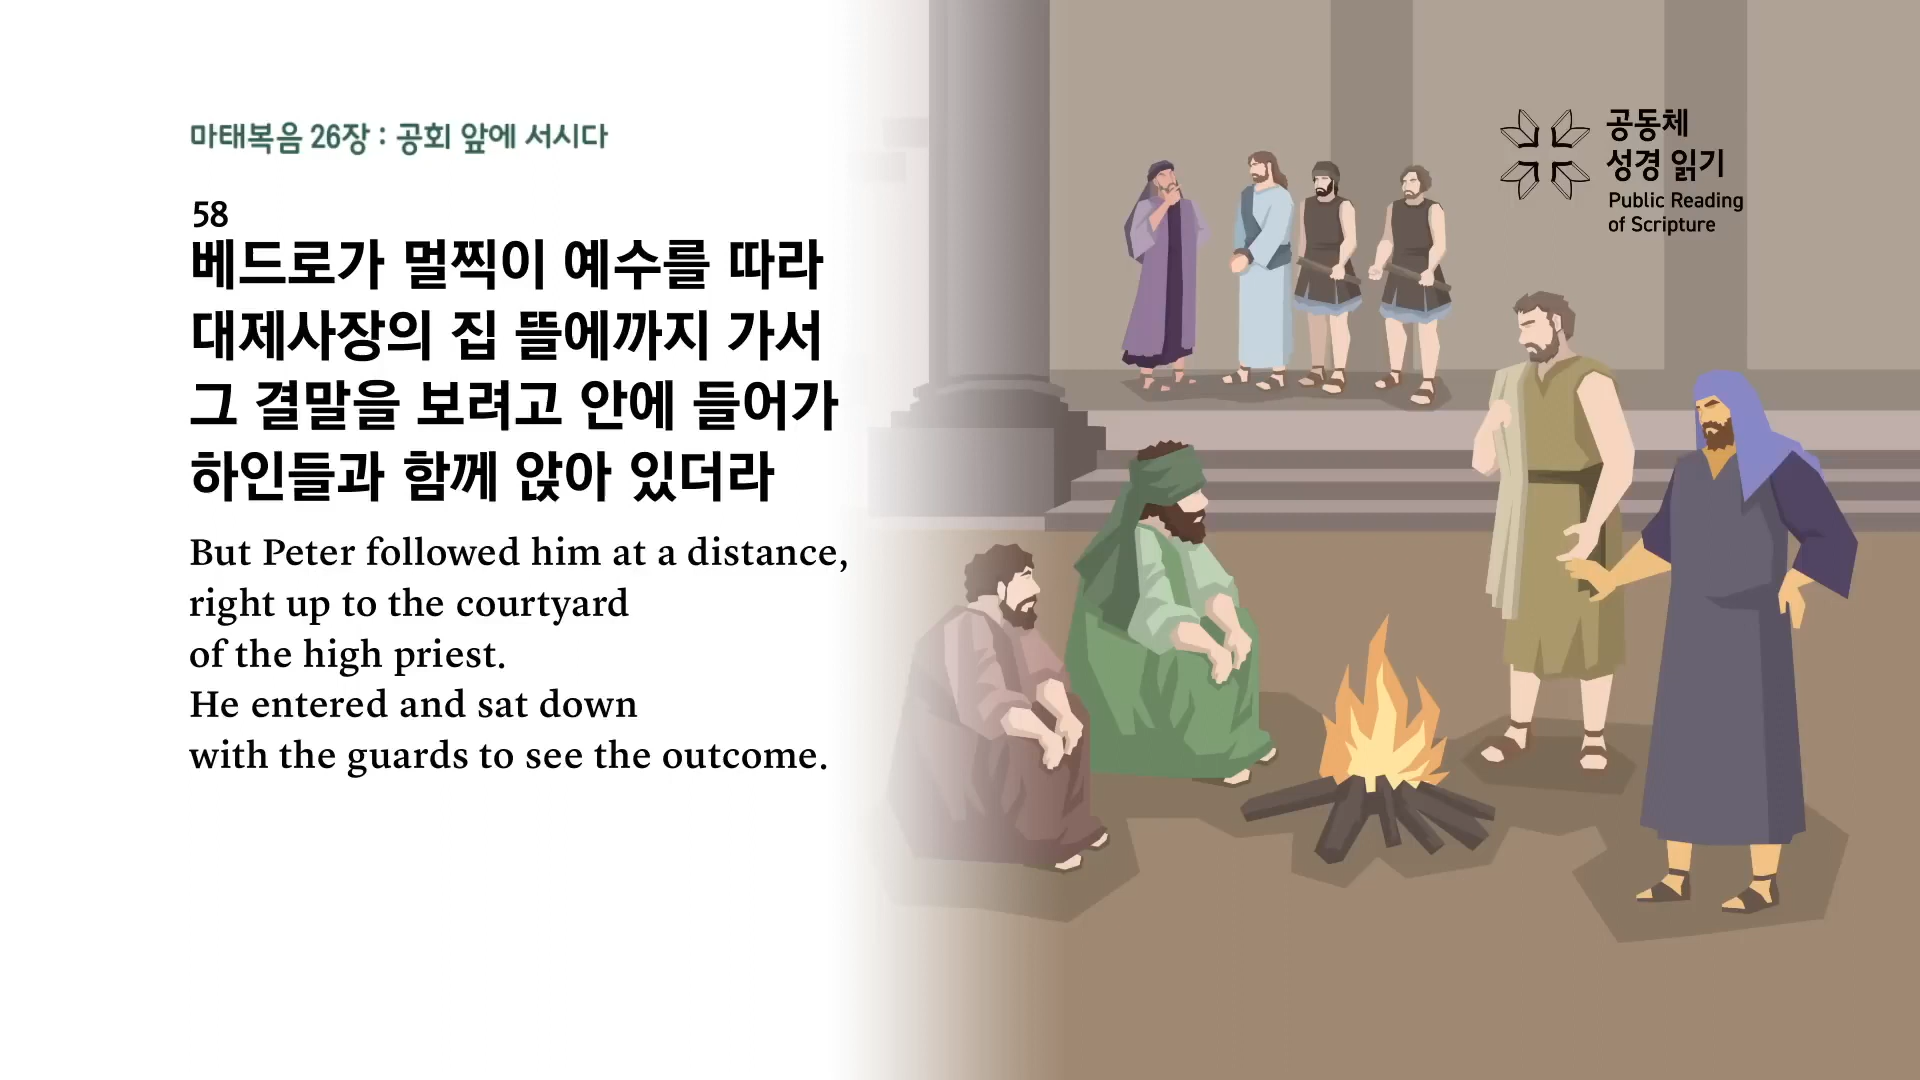 마태복음 26장 : 공회 앞에 서시다
58
베드로가 멀찍이 예수를 따라
대제사장의 집 뜰에까지 가서
그 결말을 보려고 안에 들어가
하인들과 함께 앉아 있더라
But Peter followed him at a distance,
right up to the courtyard
of the high priest.
He entered and sat down
with the guards to see the outcome.
공동체
성경 읽기
Public Reading
of Scripture